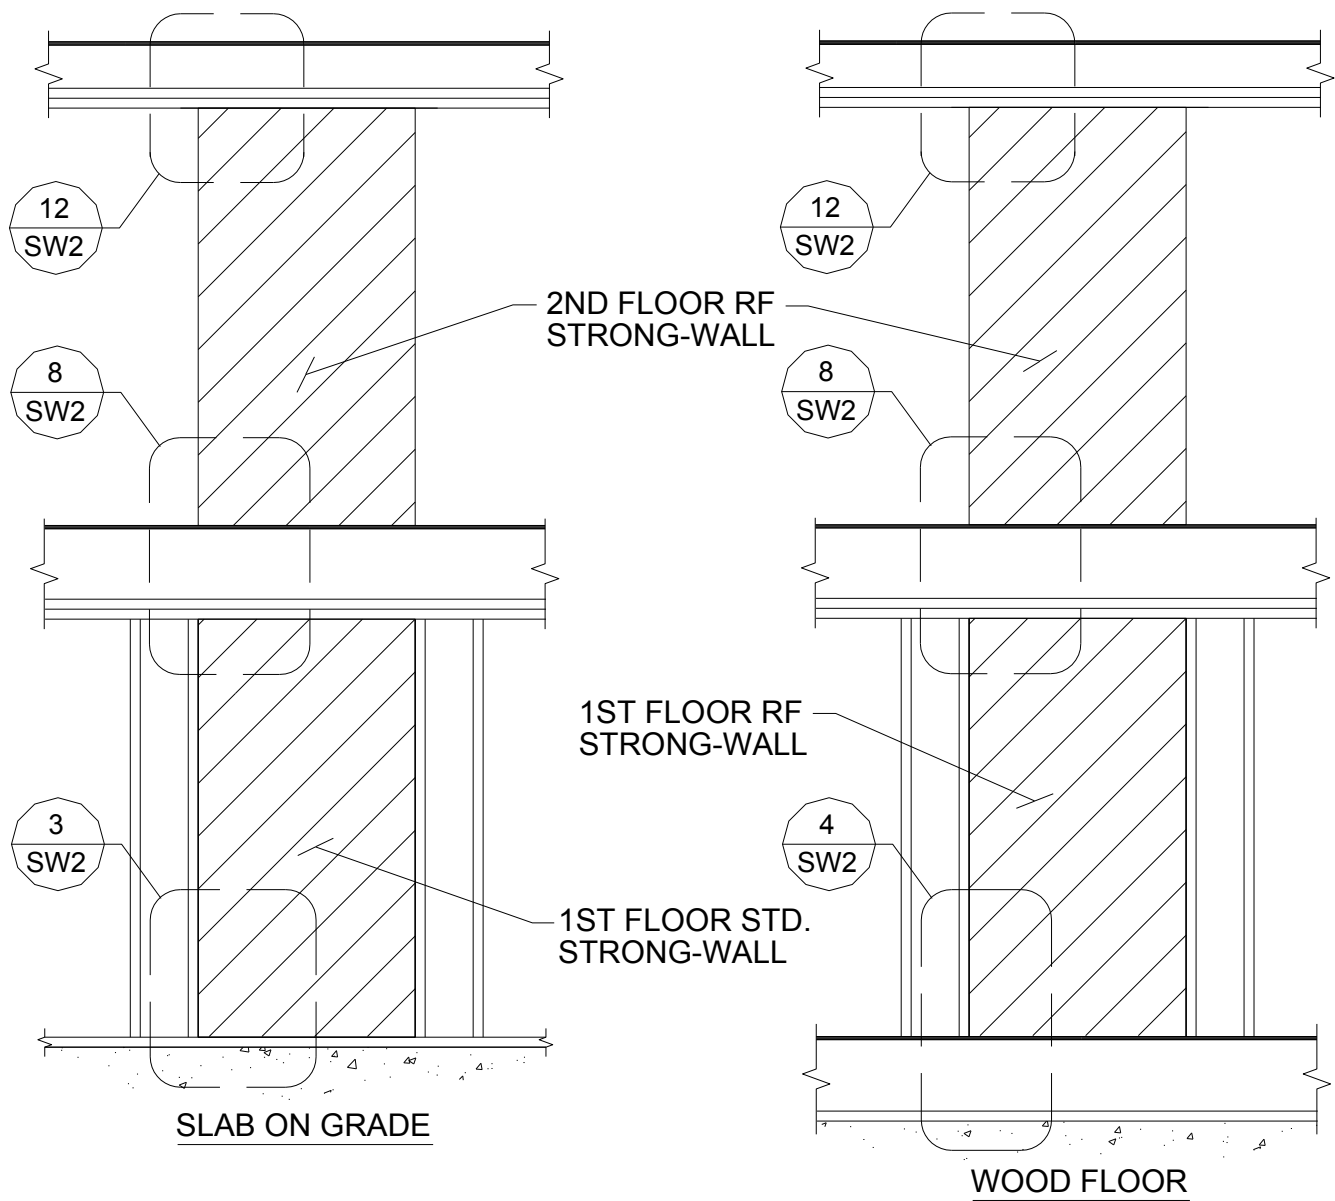 12
SW2
12
SW2
2ND FLOOR RF
STRONG-WALL
8
SW2
8
SW2
1ST FLOOR RF
STRONG-WALL
3
SW2
4
SW2
1ST FLOOR STD.
STRONG-WALL
SLAB ON GRADE
WOOD FLOOR